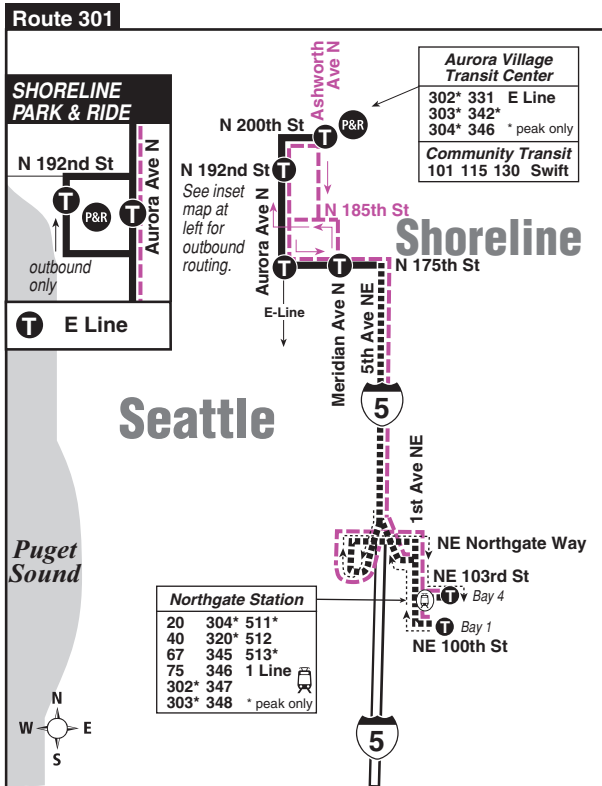 Route 301
SHORELINE
PARK & RIDE
N 192nd St
T
P&R
T
Aurora Ave N
outbound
only
T E Line
Ashworth
Ave N
N 200th St
T
P&R
N 192nd St
T
See inset
map at
left for
outbound
routing.
Aurora Ave N
N 185th St
Shoreline
T
T
N 175th St
E-Line
Meridian Ave N
5th Ave NE
Aurora Village
Transit Center
302* 331 E Line
303* 342*
304* 346 * peak only
Community Transit
101 115 130 Swift
5
Seattle
1st Ave NE
NE Northgate Way
NE 103rd St
T Bay 4
T Bay 1
NE 100th St
Puget
Sound
Northgate Station
20 304* 511*
40 320* 512
67 345 513*
75 346 1 Line
302* 347
303* 348 * peak only
N
W E
S
5